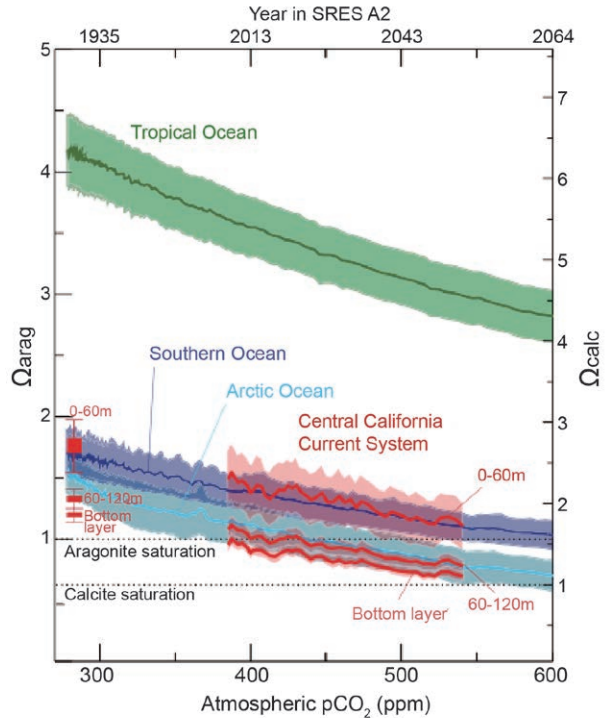 Year in SRES A2
1935 2013 2043 2064
5
7
Tropical Ocean
4
6
5
3
4
Ωarag
Ωcalc
Southern Ocean
Arctic Ocean
2
3
0-60m
Central California
Current System
0-60m
2
60-120m
Bottom
layer
1
Aragonite saturation
Calcite saturation
1
Bottom layer
60-120m
300 400 500 600
Atmospheric pCO₂ (ppm)